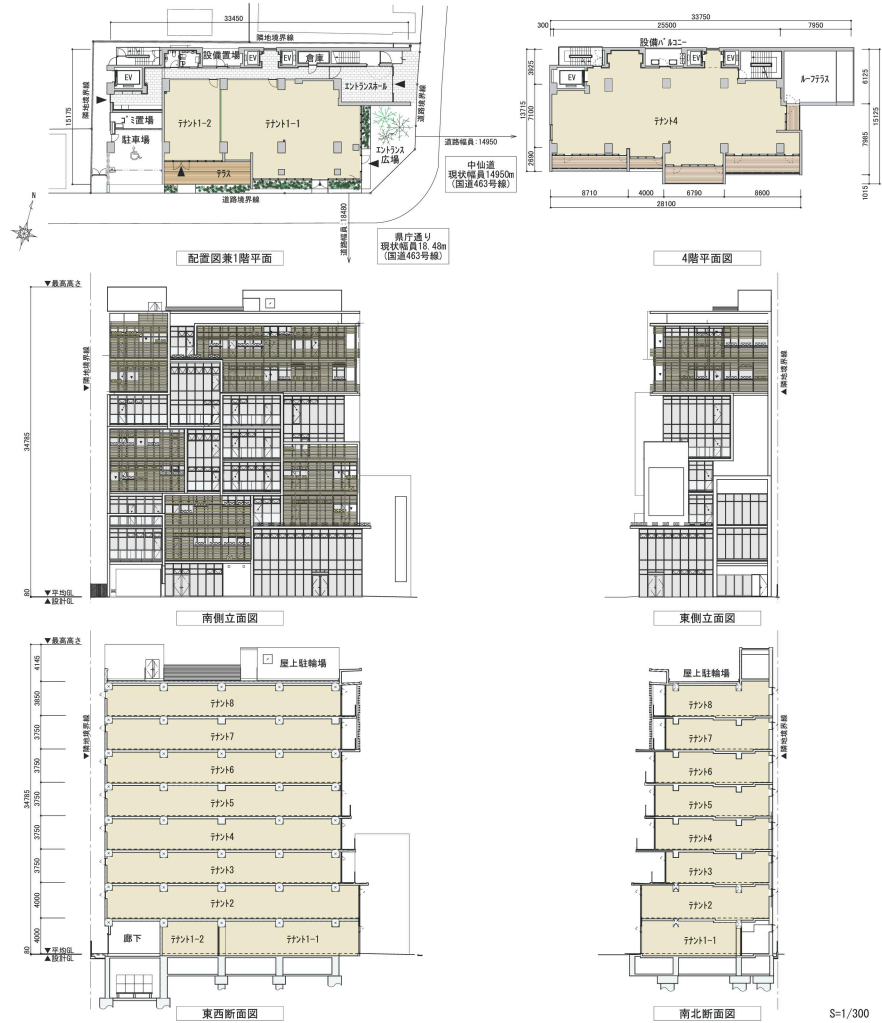 33450
隣地境界線
設備置場
EV
EV
EV
倉庫
エントランスホール
隣地境界線
15175
ゴミ置場
駐車場
テナント1-2
テナント1-1
テラス
エントランス
広場
道路境界線
道路境界線
道路幅員:14950
中仙道
現状幅員14950m
(国道463号線)
道路幅員:18480
県庁通り
現状幅員18.48m
(国道463号線)
N
配置図兼1階平面
33750
300
25500
7950
設備バルコニー
EV
EV
EV
ルーフテラス
テナント4
3925
7100
2690
13715
6125
7985
1015
15125
8710
4000
6790
8600
28100
4階平面図
▼最高高さ
▼隣地境界線
34785
80
▼平均GL
▲設計GL
南側立面図
▲隣地境界線
東側立面図
▼最高高さ
4145
3850
3750
3750
3750
3750
3750
4000
4000
34785
80
▼隣地境界線
屋上駐輪場
テナント8
テナント7
テナント6
テナント5
テナント4
テナント3
テナント2
廊下
テナント1-2
テナント1-1
▼平均GL
▲設計GL
東西断面図
屋上駐輪場
テナント8
テナント7
テナント6
テナント5
テナント4
テナント3
テナント2
テナント1-1
▲隣地境界線
南北断面図
S=1/300